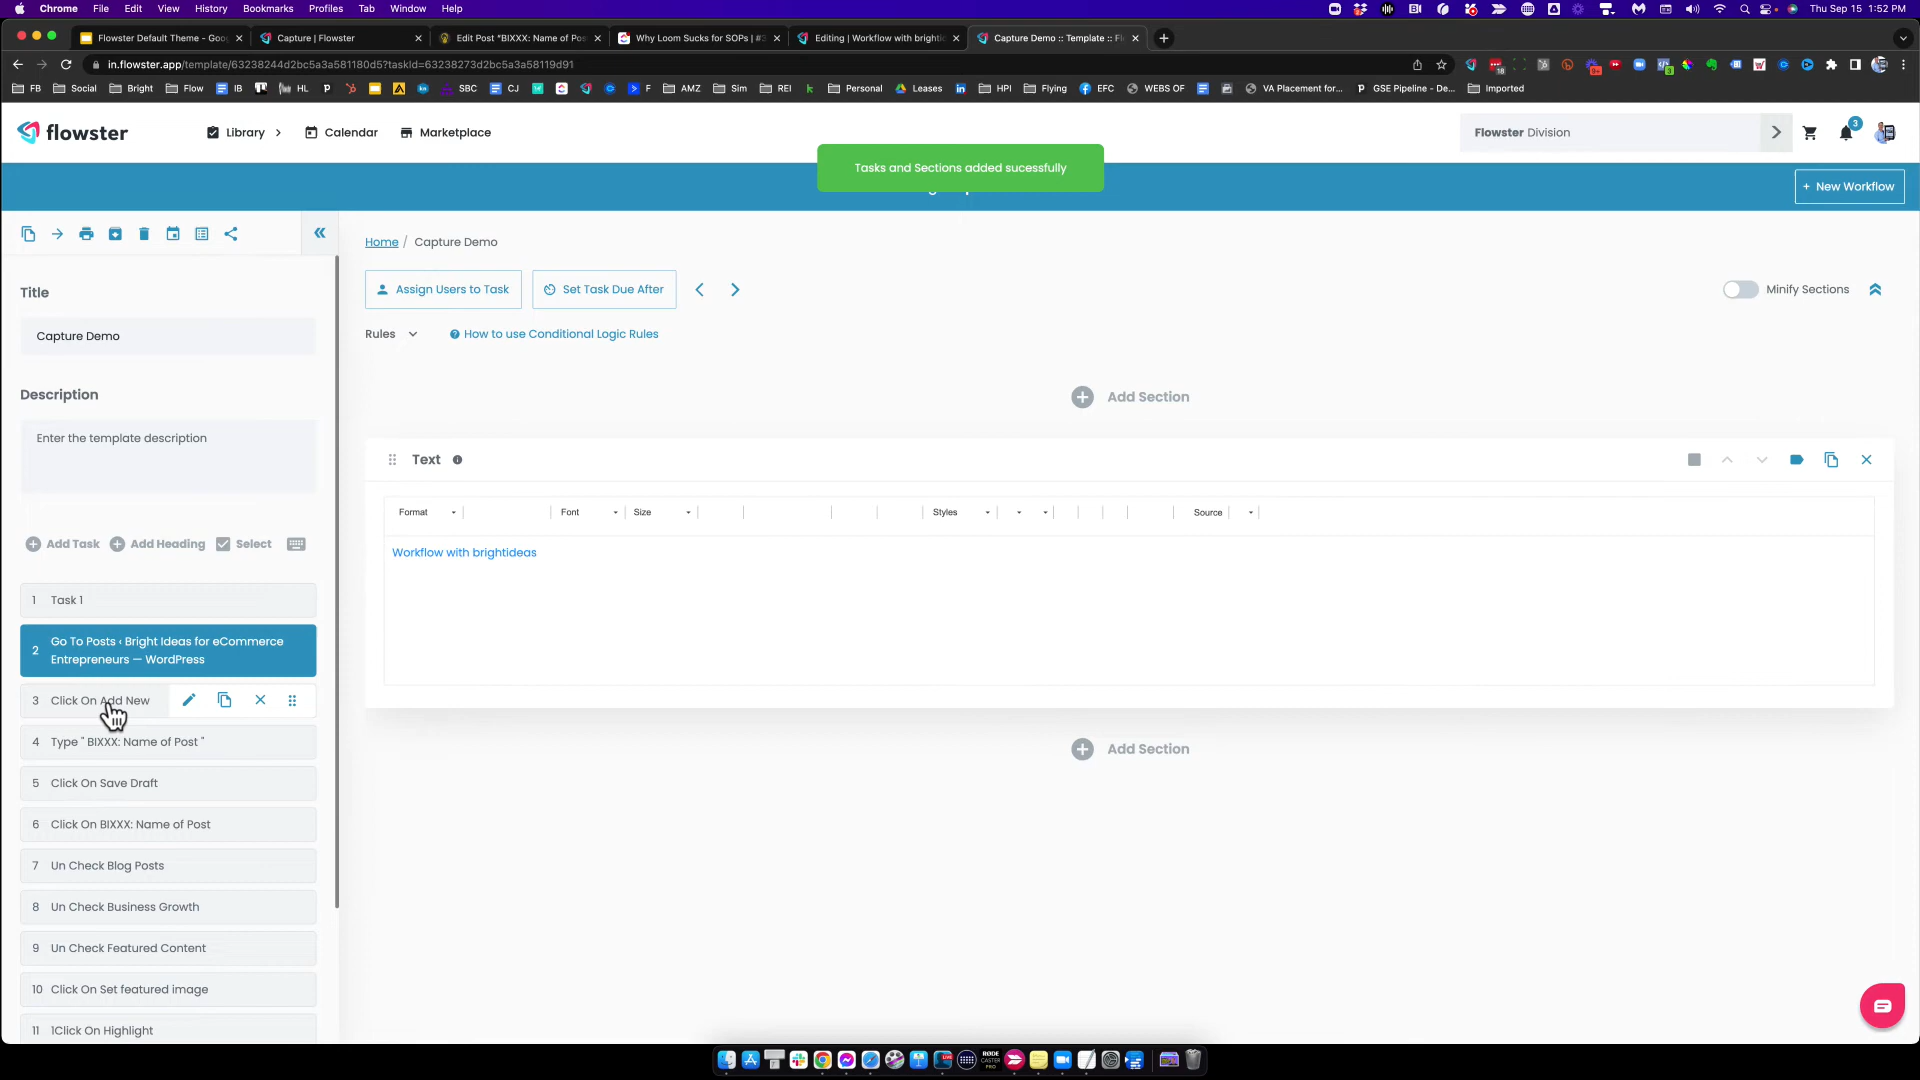 Chrome File Edit View History Bookmarks Profiles Tab Window Help
Thu Sep 15 1:52 PM
Flowster Default Theme - Goo
Capture | Flowster
Edit Post "BIXXX: Name of Pos
Why Loom Sucks for SOPs | #3
Editing | Workflow with brightic
Capture Demo :: Template :: Fl
in.flowster.app/template/63238244d2bc5a3a581180d5?taskId=63238273d2bc5a3a58119d91
FB Social Bright Flow IB HL SBC CJ F AMZ Sim REI Personal Leases HPI Flying EFC WEBS OF VA Placement for... GSE Pipeline - De... Imported
flowster
Library
Calendar
Marketplace
Flowster Division
3
Tasks and Sections added sucessfully
+ New Workflow
Home / Capture Demo
Title
Assign Users to Task
Set Task Due After
Minify Sections
Capture Demo
Rules
How to use Conditional Logic Rules
Description
Add Section
Enter the template description
Text
Format
Font
Size
Styles
Source
Workflow with brightideas
Add Task
Add Heading
Select
1 Task 1
2 Go To Posts ‹ Bright Ideas for eCommerce
Entrepreneurs — WordPress
3 Click On Add New
4 Type " BIXXX: Name of Post "
Add Section
5 Click On Save Draft
6 Click On BIXXX: Name of Post
7 Un Check Blog Posts
8 Un Check Business Growth
9 Un Check Featured Content
10 Click On Set featured image
11 1Click On Highlight